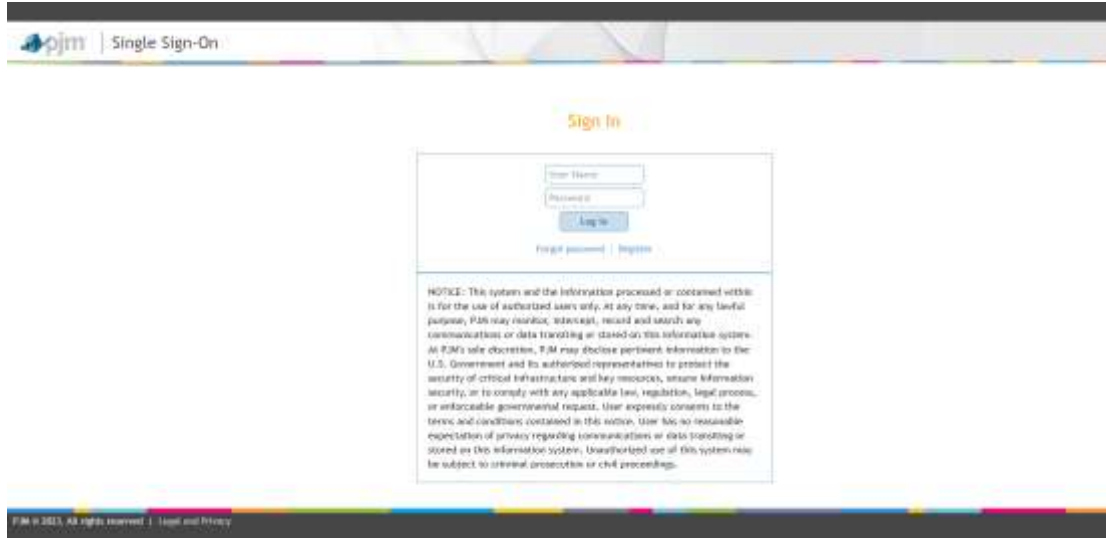 pjm | Single Sign-On
Sign In
User Name
Password
Log In
Forgot password | Register
NOTICE: This system and the information processed or contained within
is for the use of authorized users only. At any time, and for any lawful
purpose, PJM may monitor, intercept, record and search any
communications or data transiting or stored on this information system.
At PJM's sole discretion, PJM may disclose pertinent information to the
U.S. Government and its authorized representatives to protect the
security of critical infrastructure and key resources, ensure information
security, or to comply with any applicable law, regulation, legal process,
or enforceable governmental request. User expressly consents to the
terms and conditions contained in this notice. User has no reasonable
expectation of privacy regarding communications or data transiting or
stored on this information system. Unauthorized use of this system may
be subject to criminal prosecution or civil proceedings.
PJM © 2023, All rights reserved | Legal and Privacy